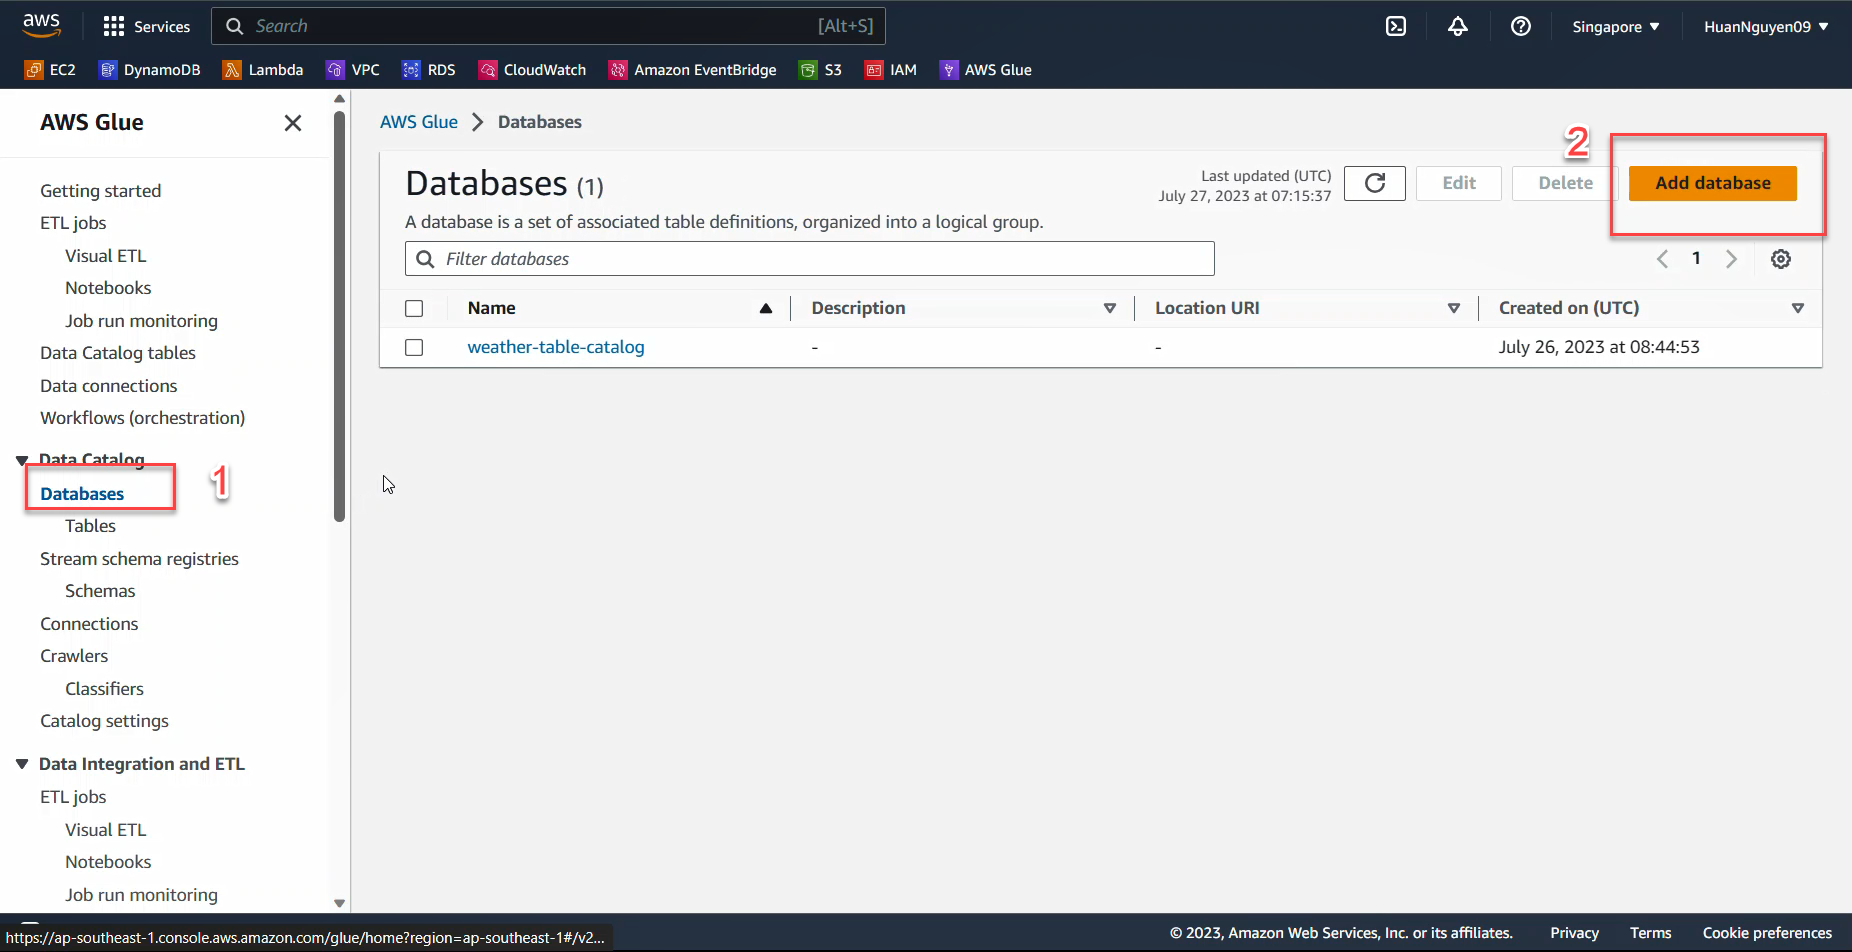 aws
Services
Search
[Alt+S]
Singapore
HuanNguyen09
EC2
DynamoDB
Lambda
VPC
RDS
CloudWatch
Amazon EventBridge
S3
IAM
AWS Glue
AWS Glue
Getting started
ETL jobs
Visual ETL
Notebooks
Job run monitoring
Data Catalog tables
Data connections
Workflows (orchestration)
Data Catalog
Databases
1
Tables
Stream schema registries
Schemas
Connections
Crawlers
Classifiers
Catalog settings
Data Integration and ETL
ETL jobs
Visual ETL
Notebooks
Job run monitoring
AWS Glue > Databases
2
Databases (1)
Last updated (UTC)
July 27, 2023 at 07:15:37
Edit
Delete
Add database
A database is a set of associated table definitions, organized into a logical group.
Filter databases
1
Name
Description
Location URI
Created on (UTC)
weather-table-catalog
-
-
July 26, 2023 at 08:44:53
https://ap-southeast-1.console.aws.amazon.com/glue/home?region=ap-southeast-1#/v2...
© 2023, Amazon Web Services, Inc. or its affiliates.
Privacy
Terms
Cookie preferences